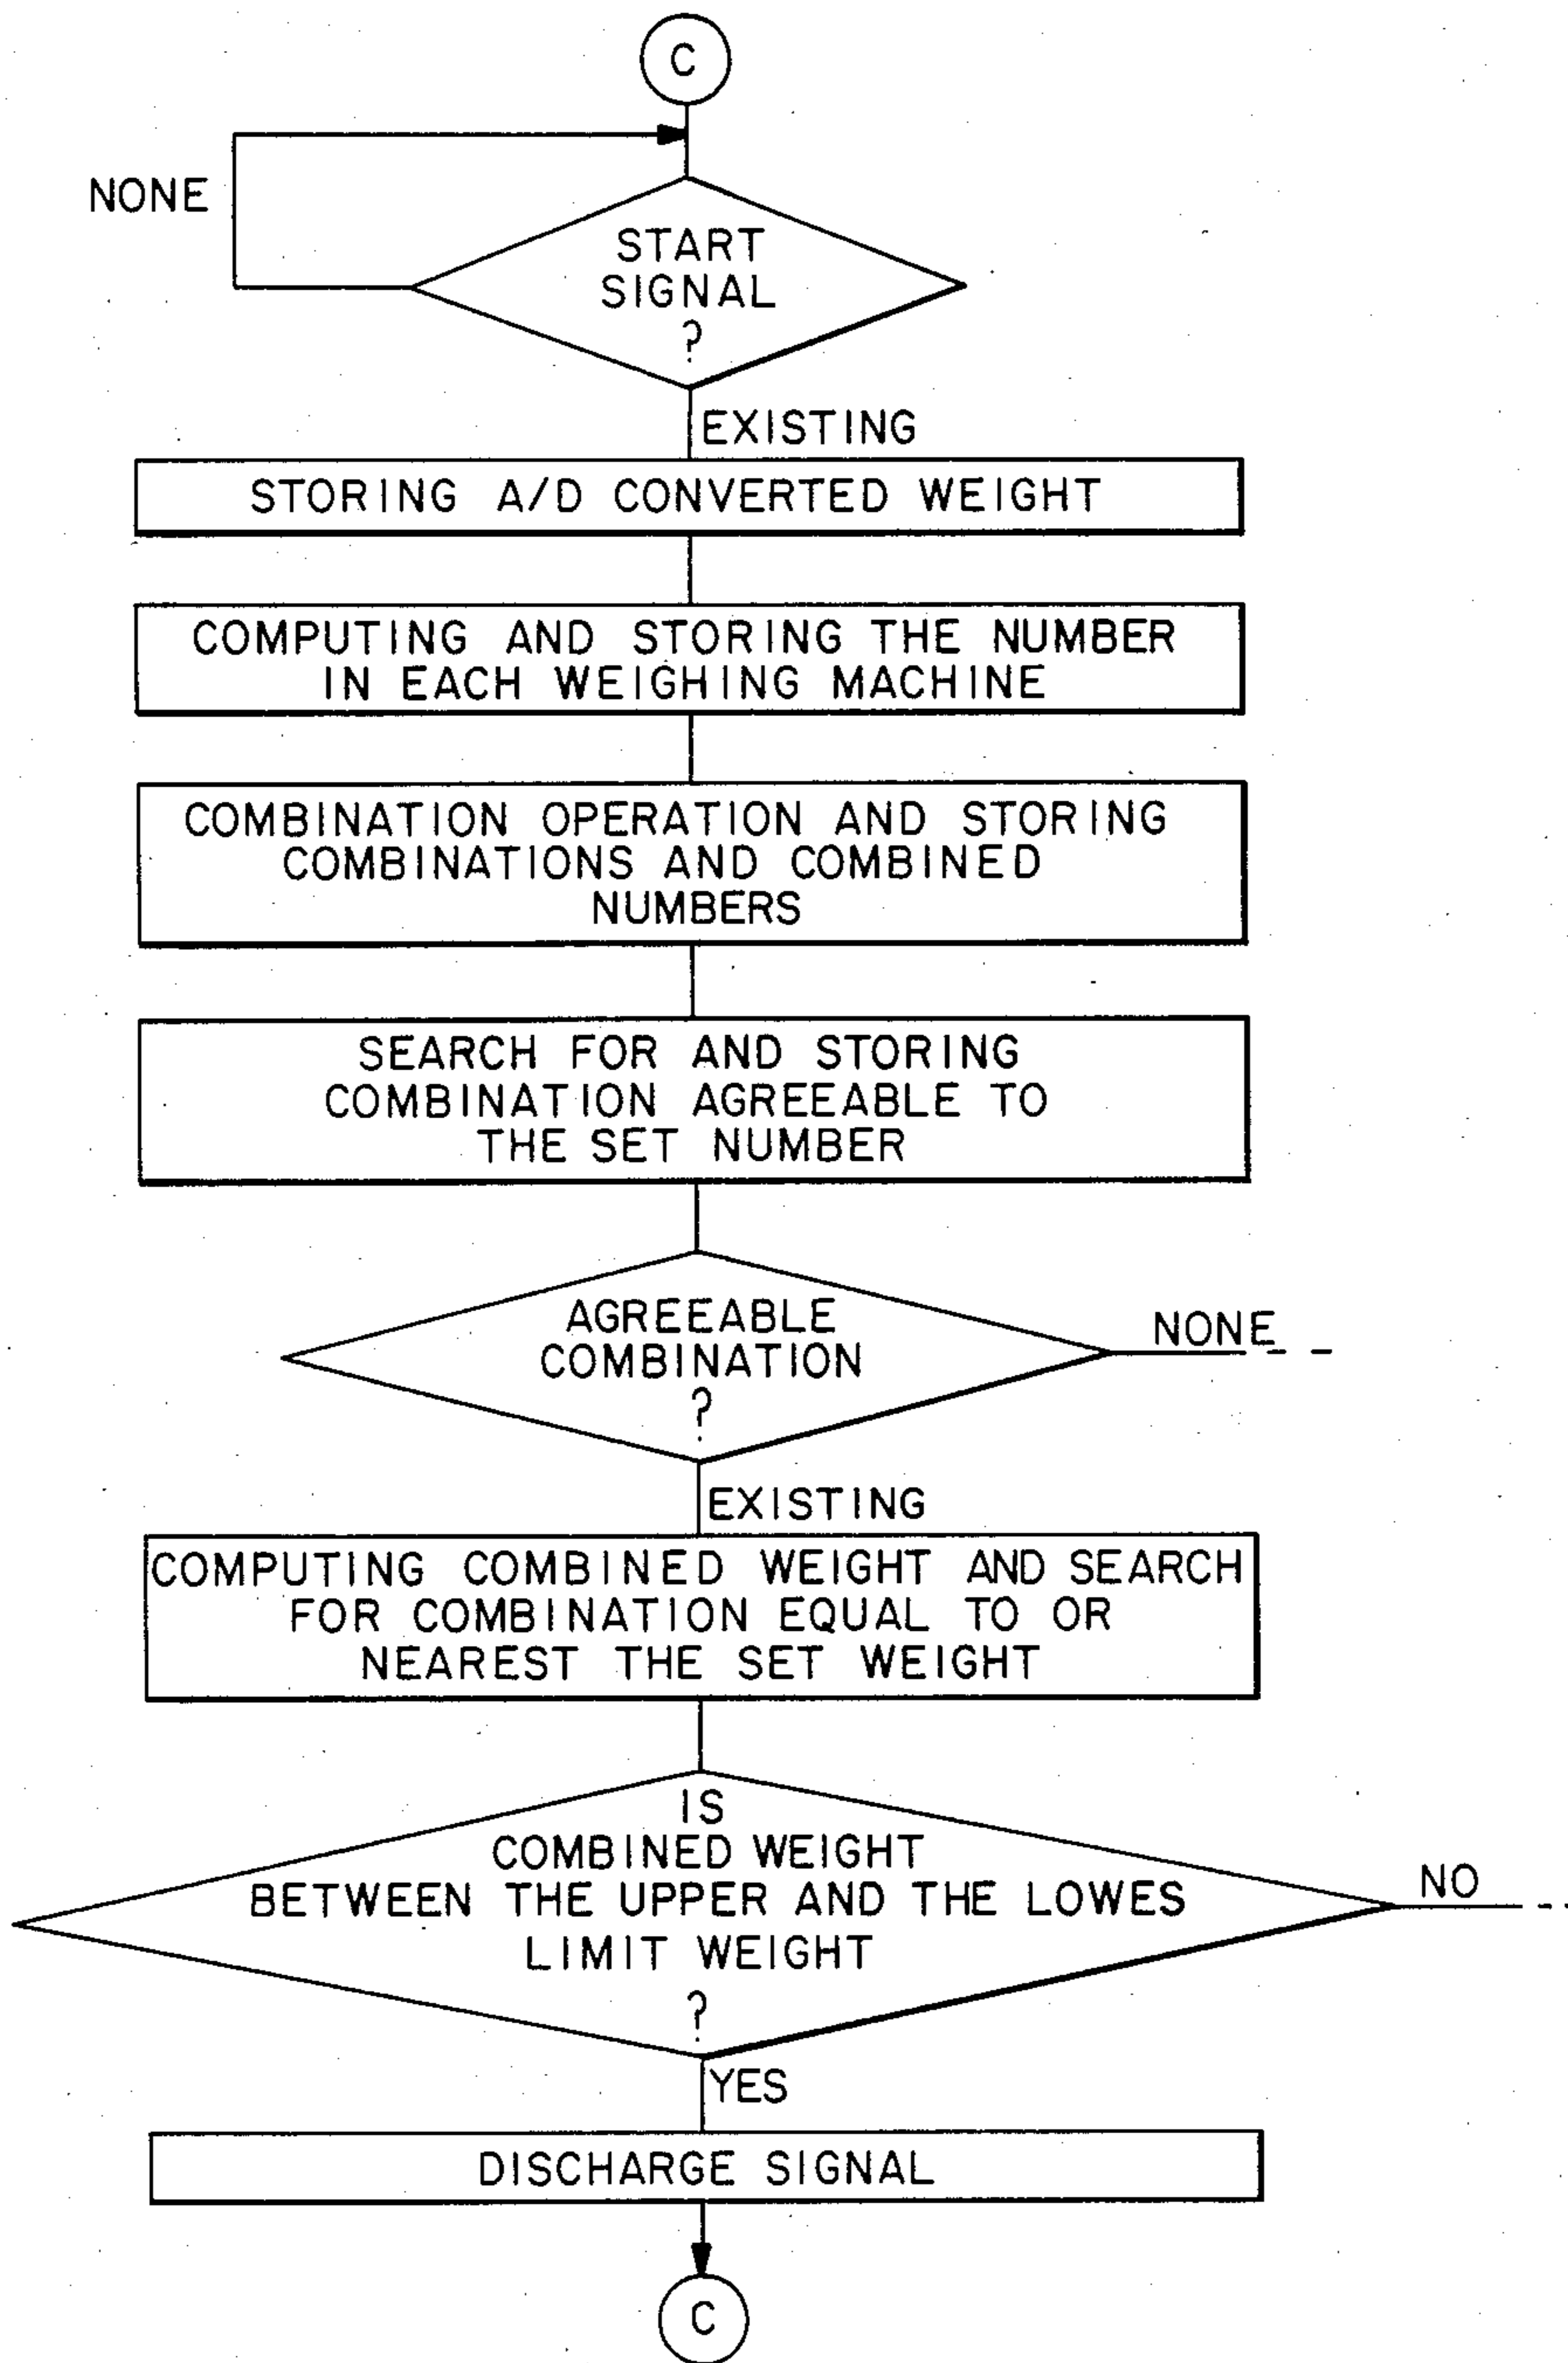 C
NONE
START
SIGNAL
?
EXISTING
STORING A/D CONVERTED WEIGHT
COMPUTING AND STORING THE NUMBER
IN EACH WEIGHING MACHINE
COMBINATION OPERATION AND STORING
COMBINATIONS AND COMBINED
NUMBERS
SEARCH FOR AND STORING
COMBINATION AGREEABLE TO
THE SET NUMBER
AGREEABLE
COMBINATION
?
NONE
EXISTING
COMPUTING COMBINED WEIGHT AND SEARCH
FOR COMBINATION EQUAL TO OR
NEAREST THE SET WEIGHT
IS
COMBINED WEIGHT
BETWEEN THE UPPER AND THE LOWES
LIMIT WEIGHT
?
NO
YES
DISCHARGE SIGNAL
C